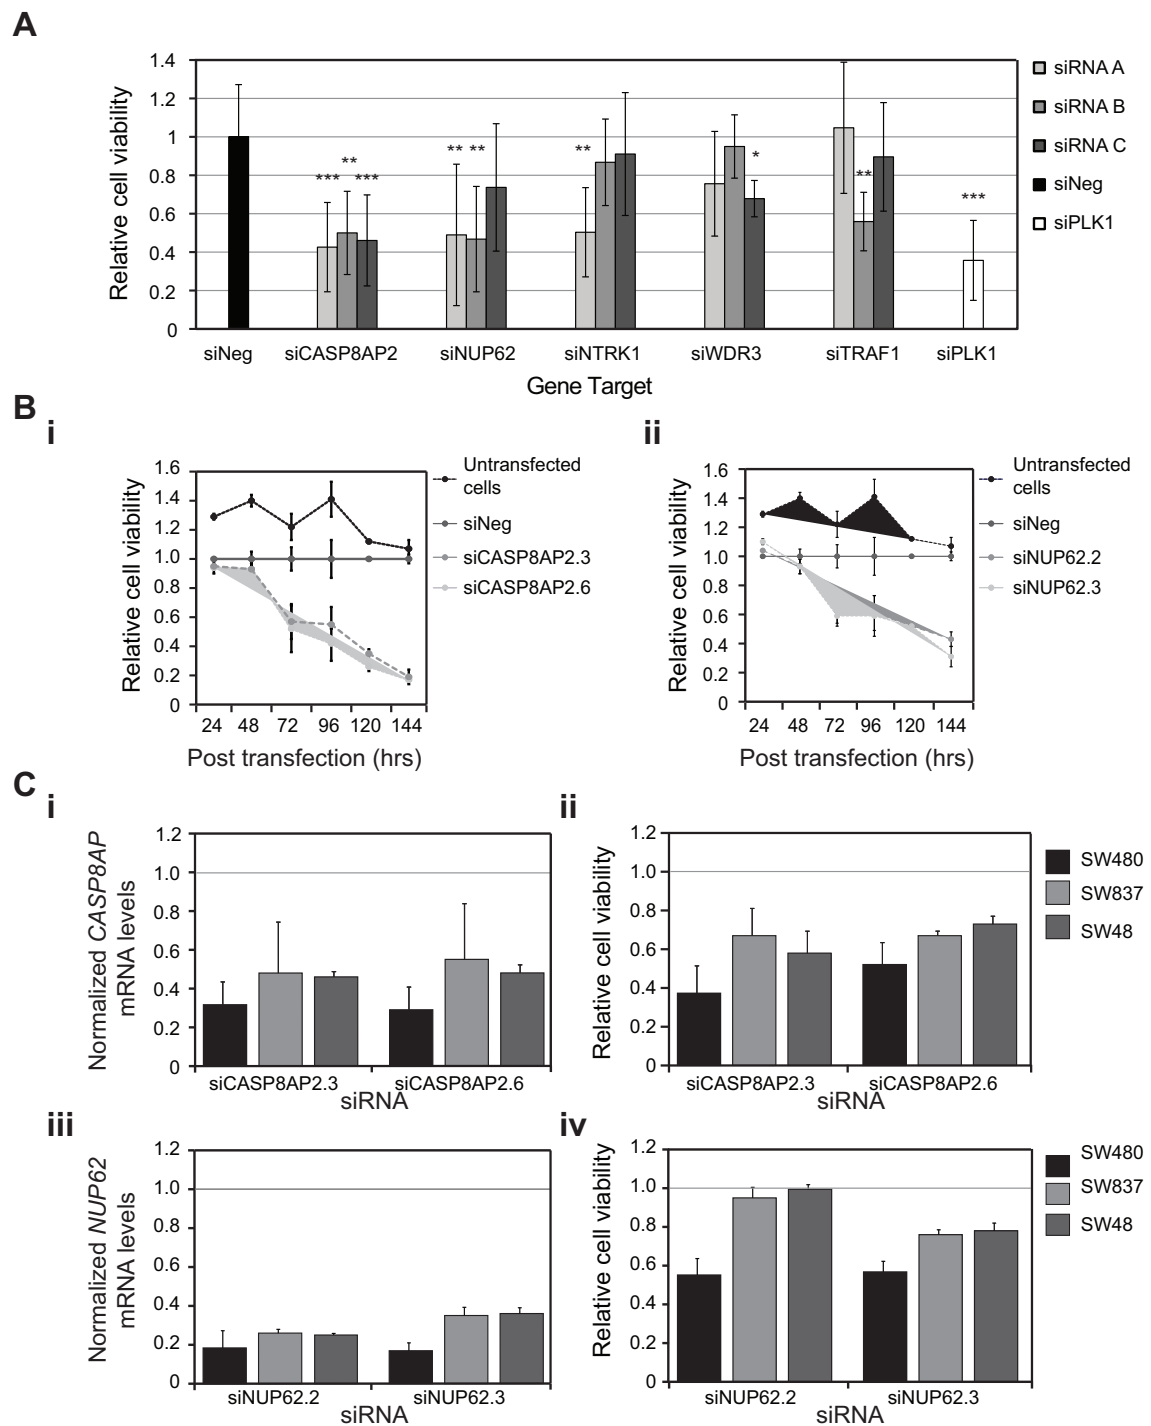 A
Relative cell viability
1.4
1.2
1
0.8
0.6
0.4
0.2
0
***
**
***
**
**
**
*
**
***
siRNA A
siRNA B
siRNA C
siNeg
siPLK1
siNeg
siCASP8AP2
siNUP62
siNTRK1
siWDR3
siTRAF1
siPLK1
Gene Target
B
i
Relative cell viability
1.6
1.4
1.2
1.0
0.8
0.6
0.4
0.2
0
24 48 72 96 120 144
Post transfection (hrs)
Untransfected
cells
siNeg
siCASP8AP2.3
siCASP8AP2.6
ii
Relative cell viability
1.6
1.4
1.2
1.0
0.8
0.6
0.4
0.2
0
24 48 72 96 120 144
Post transfection (hrs)
Untransfected
cells
siNeg
siNUP62.2
siNUP62.3
C
i
Normalized CASP8AP
mRNA levels
1.2
1.0
0.8
0.6
0.4
0.2
0
siCASP8AP2.3
siCASP8AP2.6
siRNA
ii
Relative cell viability
1.2
1.0
0.8
0.6
0.4
0.2
0
siCASP8AP2.3
siCASP8AP2.6
siRNA
SW480
SW837
SW48
iii
Normalized NUP62
mRNA levels
1.2
1.0
0.8
0.6
0.4
0.2
0
siNUP62.2
siNUP62.3
siRNA
iv
Relative cell viability
1.2
1.0
0.8
0.6
0.4
0.2
0
siNUP62.2
siNUP62.3
siRNA
SW480
SW837
SW48